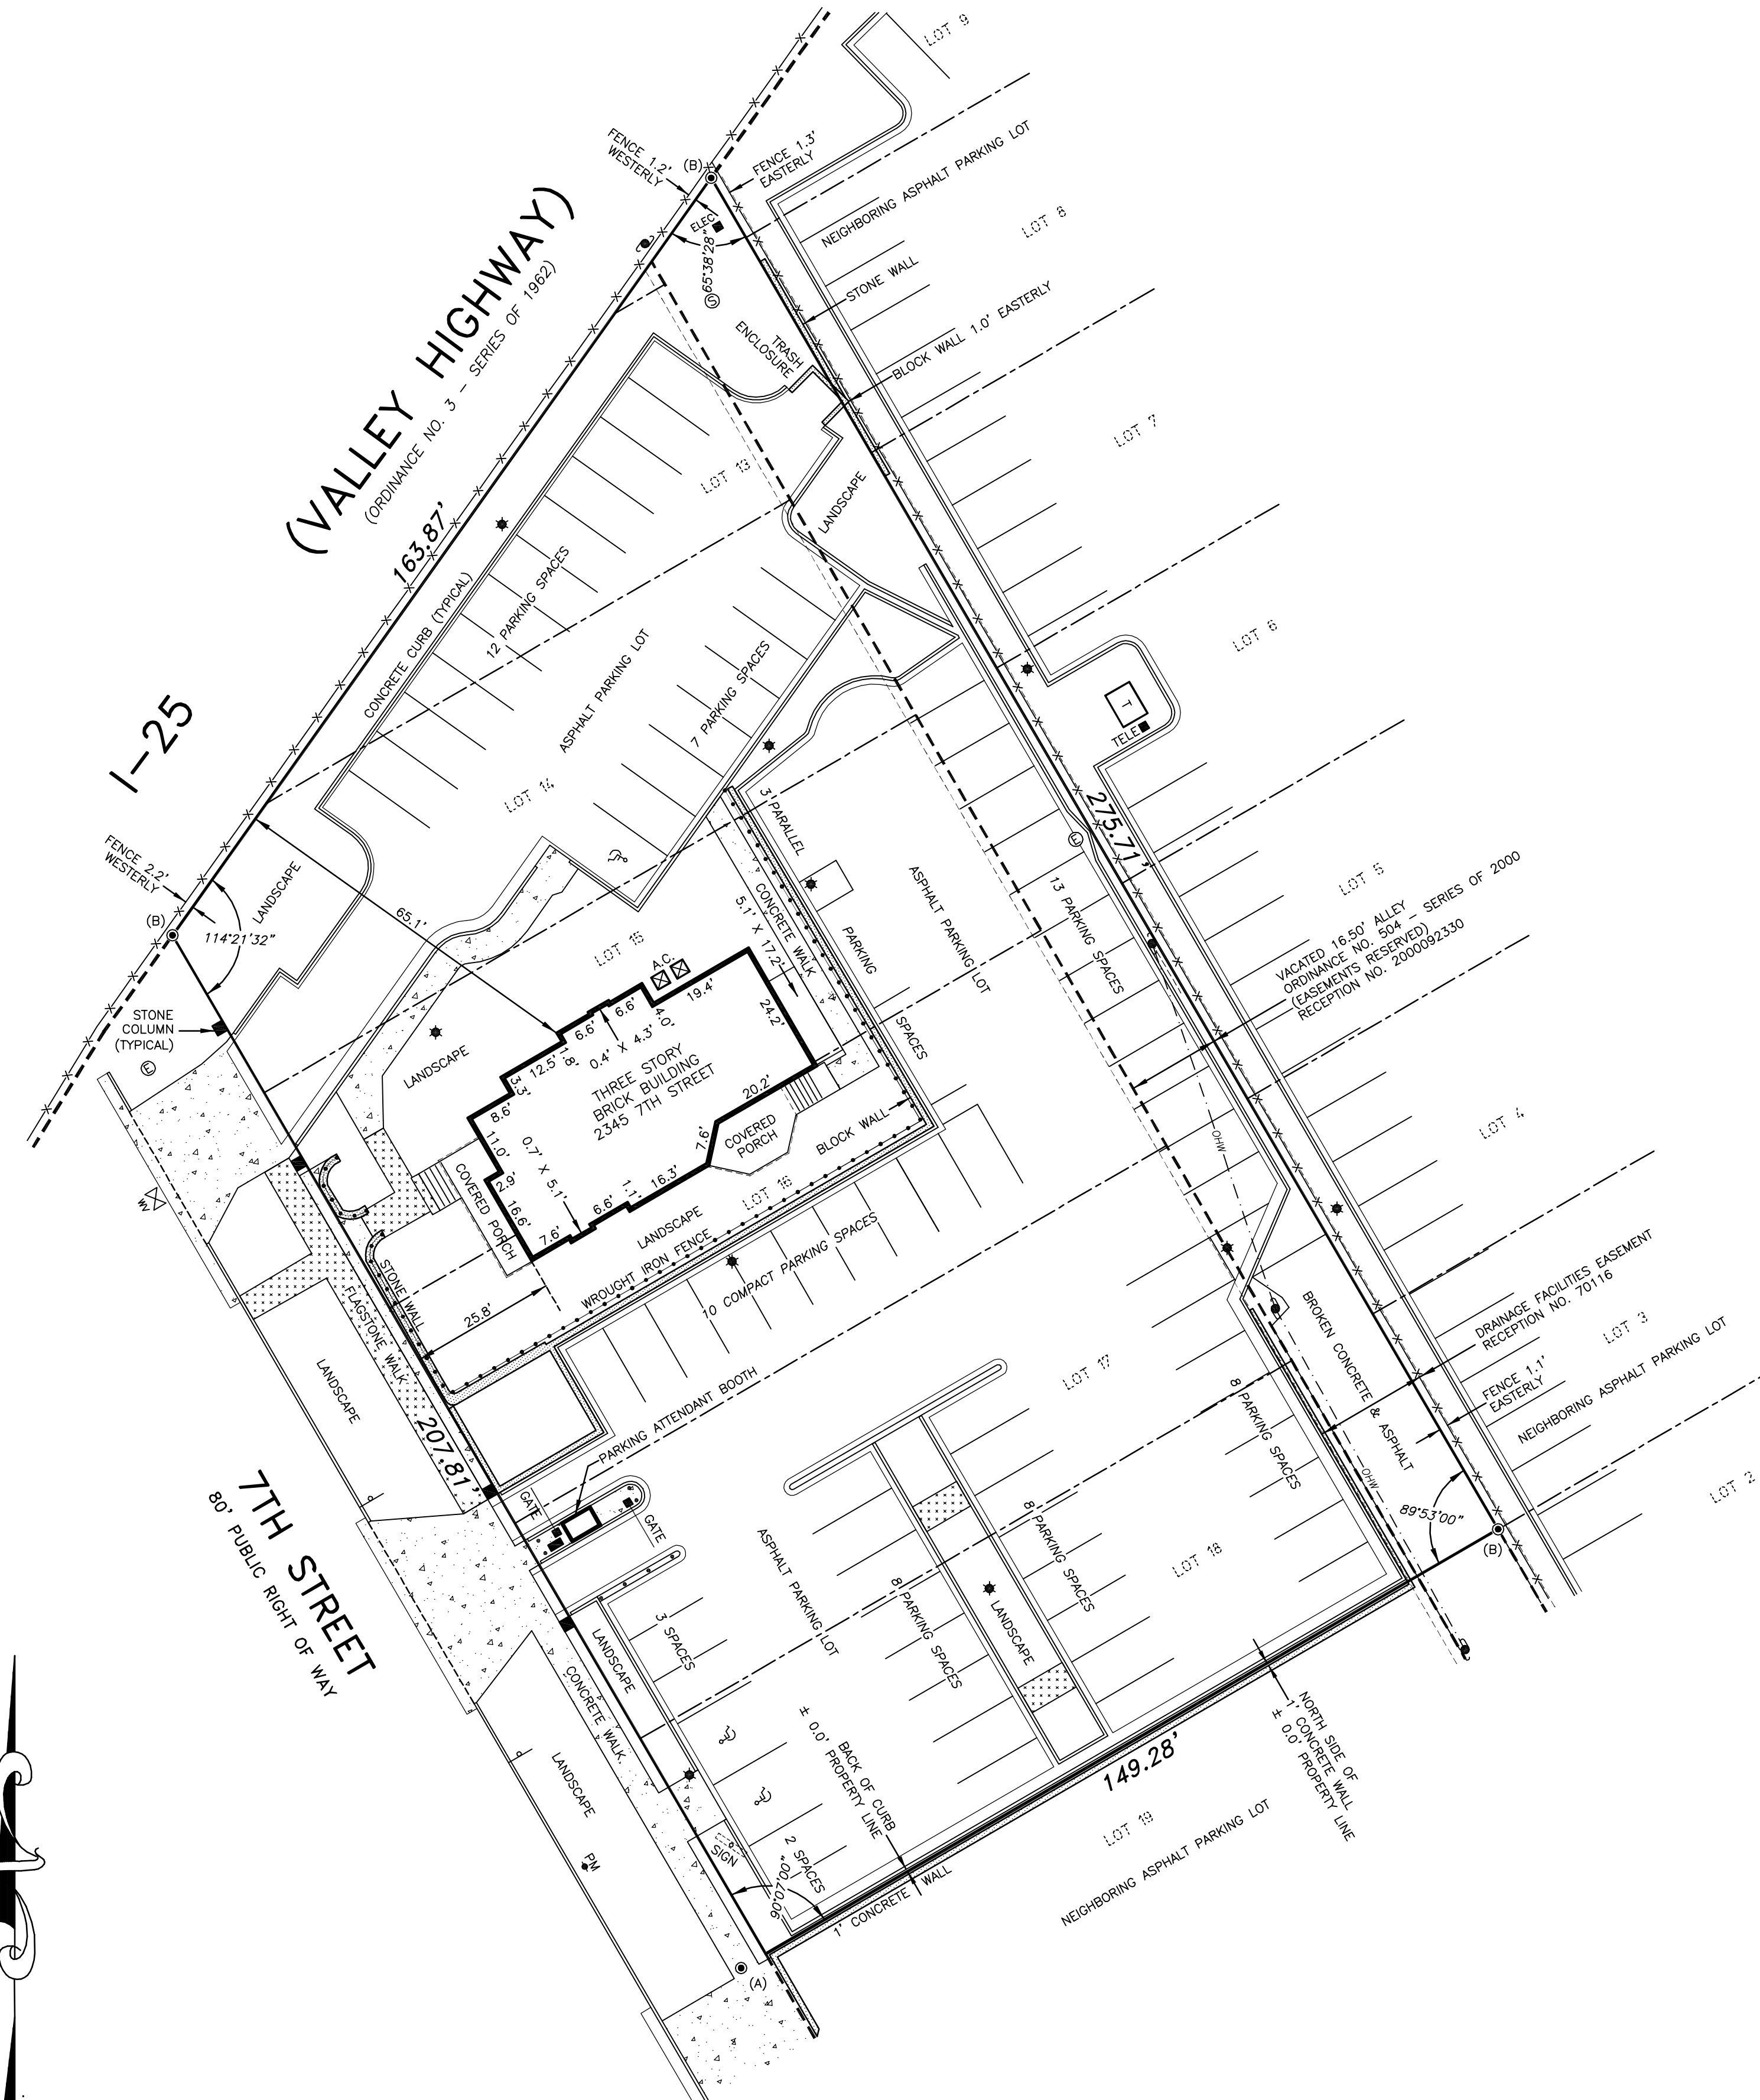 LOT 9
FENCE 1.2'
WESTERLY
(B)
FENCE 1.3'
EASTERLY
NEIGHBORING ASPHALT PARKING LOT
LOT 8
ELEC
65°38'28"
S
STONE WALL
TRASH
ENCLOSURE
BLOCK WALL 1.0' EASTERLY
(VALLEY HIGHWAY)
(ORDINANCE NO. 3 - SERIES OF 1962)
163.87'
I-25
LOT 7
LOT 13
LANDSCAPE
12 PARKING SPACES
CONCRETE CURB (TYPICAL)
ASPHALT PARKING LOT
7 PARKING SPACES
LOT 6
T
TELE
LOT 14
3 PARALLEL
PARKING
SPACES
275.71'
E
FENCE 2.2'
WESTERLY
(B)
114°21'32"
LANDSCAPE
65.1'
LOT 15
CONCRETE WALK
5.1' X 17.2'
ASPHALT PARKING LOT
13 PARKING SPACES
LOT 5
VACATED 16.50' ALLEY
ORDINANCE NO. 504 - SERIES OF 2000
(EASEMENTS RESERVED)
RECEPTION NO. 2000092330
STONE
COLUMN
(TYPICAL)
E
LANDSCAPE
A.C.
19.4'
24.2'
4.0'
6.6'
6.6'
0.4' X 4.3'
1.8'
12.5'
3.3'
8.6'
11.0'
2.9'
16.6'
7.6'
0.7' X 5.1'
6.6'
1.1'
16.3'
7.6'
20.2'
THREE STORY
BRICK BUILDING
2345 7TH STREET
COVERED
PORCH
COVERED PORCH
BLOCK WALL
LOT 16
LANDSCAPE
WROUGHT IRON FENCE
10 COMPACT PARKING SPACES
LOT 4
OHW
W
STONE WALL
FLAGSTONE WALK
25.8'
LANDSCAPE
207.81'
PARKING ATTENDANT BOOTH
GATE
GATE
LOT 17
BROKEN CONCRETE & ASPHALT
DRAINAGE FACILITIES EASEMENT
RECEPTION NO. 70116
LOT 3
FENCE 1.1'
EASTERLY
NEIGHBORING ASPHALT PARKING LOT
LOT 2
8 PARKING SPACES
OHW
89°53'00"
(B)
7TH STREET
80' PUBLIC RIGHT OF WAY
ASPHALT PARKING LOT
8 PARKING SPACES
8 PARKING SPACES
LANDSCAPE
LOT 18
3 SPACES
LANDSCAPE
CONCRETE WALK
LANDSCAPE
BACK OF CURB
± 0.0' PROPERTY LINE
NORTH SIDE OF
1' CONCRETE WALL
± 0.0' PROPERTY LINE
149.28'
LOT 19
NEIGHBORING ASPHALT PARKING LOT
PM
SIGN
2 SPACES
90°07'00"
1' CONCRETE WALL
(A)